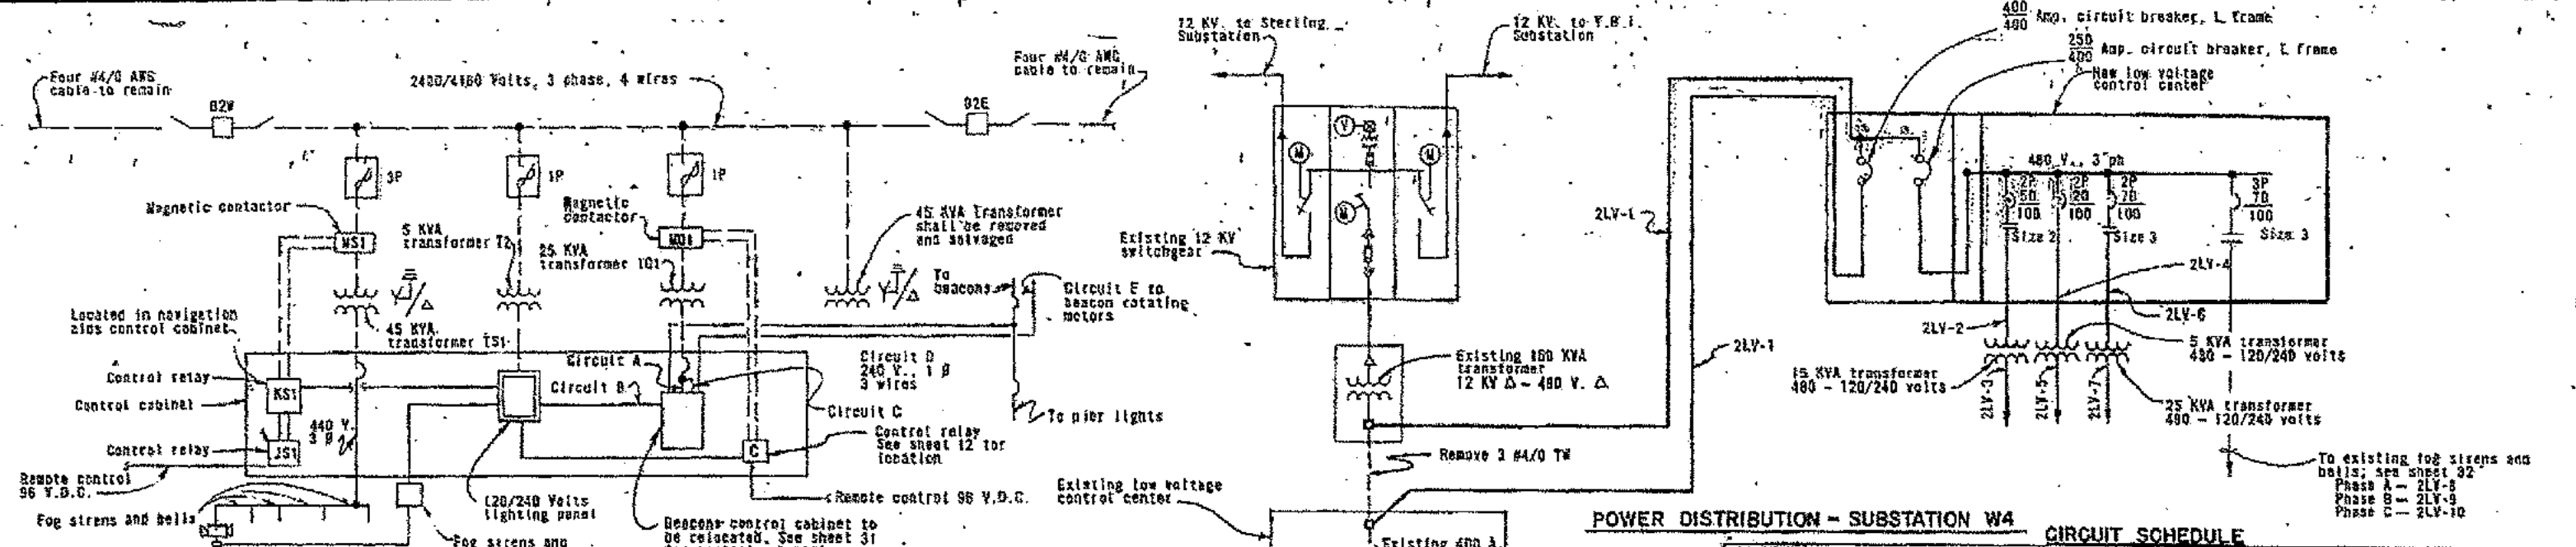 Four #4/0 AWG
cable to remain
02W
2400/4160 Volts, 3 phase, 4 wires
Four #4/0 AWG
cable to remain
02E
3P
1P
1P
Magnetic contactor
MS1
5 KVA
transformer T2
Magnetic
contactor
25 KVA
transformer
45 KVA Transformer
shall be removed
and salvaged
To
beacons
Circuit E to
beacon rotating
motors
Located in navigation
aids control cabinet
45 KVA
transformer TS1
Circuit A
Circuit B
Circuit D
240 V., 1 Ø
3 wires
Circuit C
To pier lights
Control relay
Control cabinet
KS1
440 V.
3 Ø
Control relay
JS1
C
Control relay
See sheet 12 for
location
Remote control
96 V.D.C.
Remote control 96 V.D.C.
Fog sirens and bells
120/240 Volts
lighting panel
Fog sirens and
Beacons control cabinet to
be relocated. See sheet 31
12 KV. to Sterling
Substation
12 KV. to Y.B.I.
Substation
V
M
M
M
Existing 12 KV
switchgear
Existing 150 KVA
transformer
12 KV Δ - 480 V. Δ
Remove 3 #4/0 TW
Existing low voltage
control center
Existing 400 A.
2LV-1
2LV-1
400
400 Amp. circuit breaker, L frame
250
400 Amp. circuit breaker, L frame
New low voltage
control center
480 V., 3 ph
2P
50
100
2P
20
100
2P
70
100
3P
70
100
Size 2
Size 3
Size 3
2LV-4
2LV-2
2LV-6
15 KVA transformer
480 - 120/240 volts
5 KVA transformer
480 - 120/240 volts
2LV-3
2LV-5
2LV-7
25 KVA transformer
480 - 120/240 volts
To existing fog sirens and
bells; see sheet 32
Phase A - 2LV-8
Phase B - 2LV-9
Phase C - 2LV-10
POWER DISTRIBUTION - SUBSTATION W4
CIRCUIT SCHEDULE